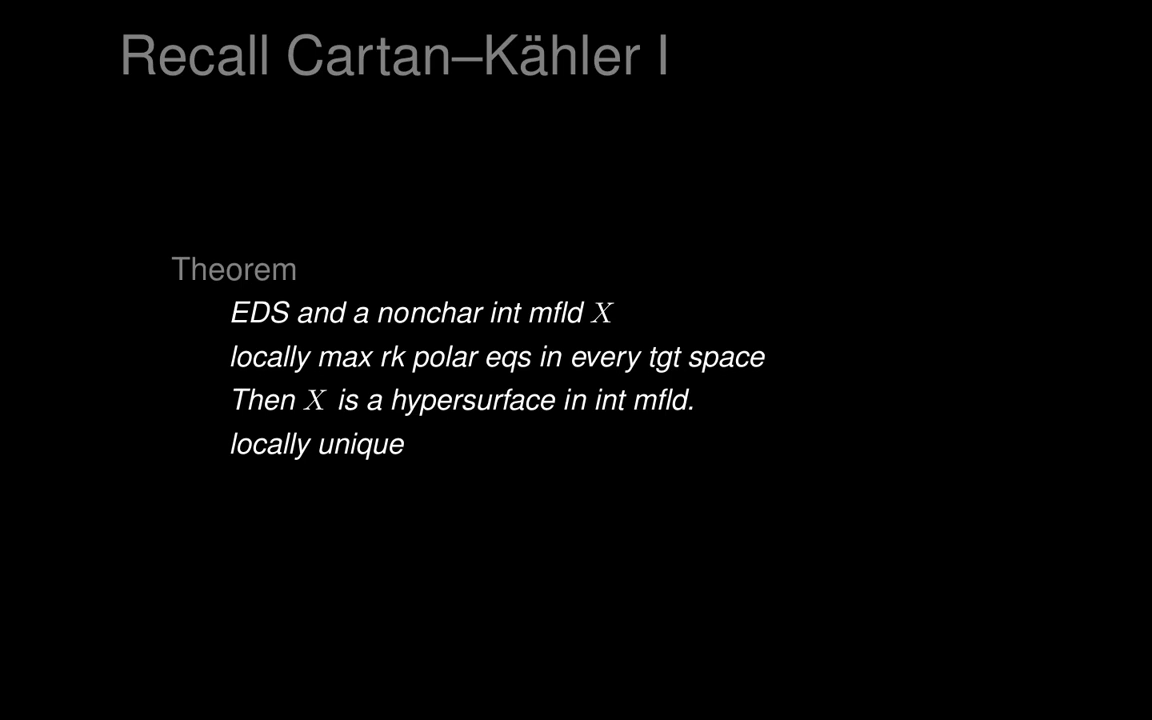 Recall Cartan–Kähler I
Theorem
EDS and a nonchar int mfld X
locally max rk polar eqs in every tgt space
Then X is a hypersurface in int mfld.
locally unique